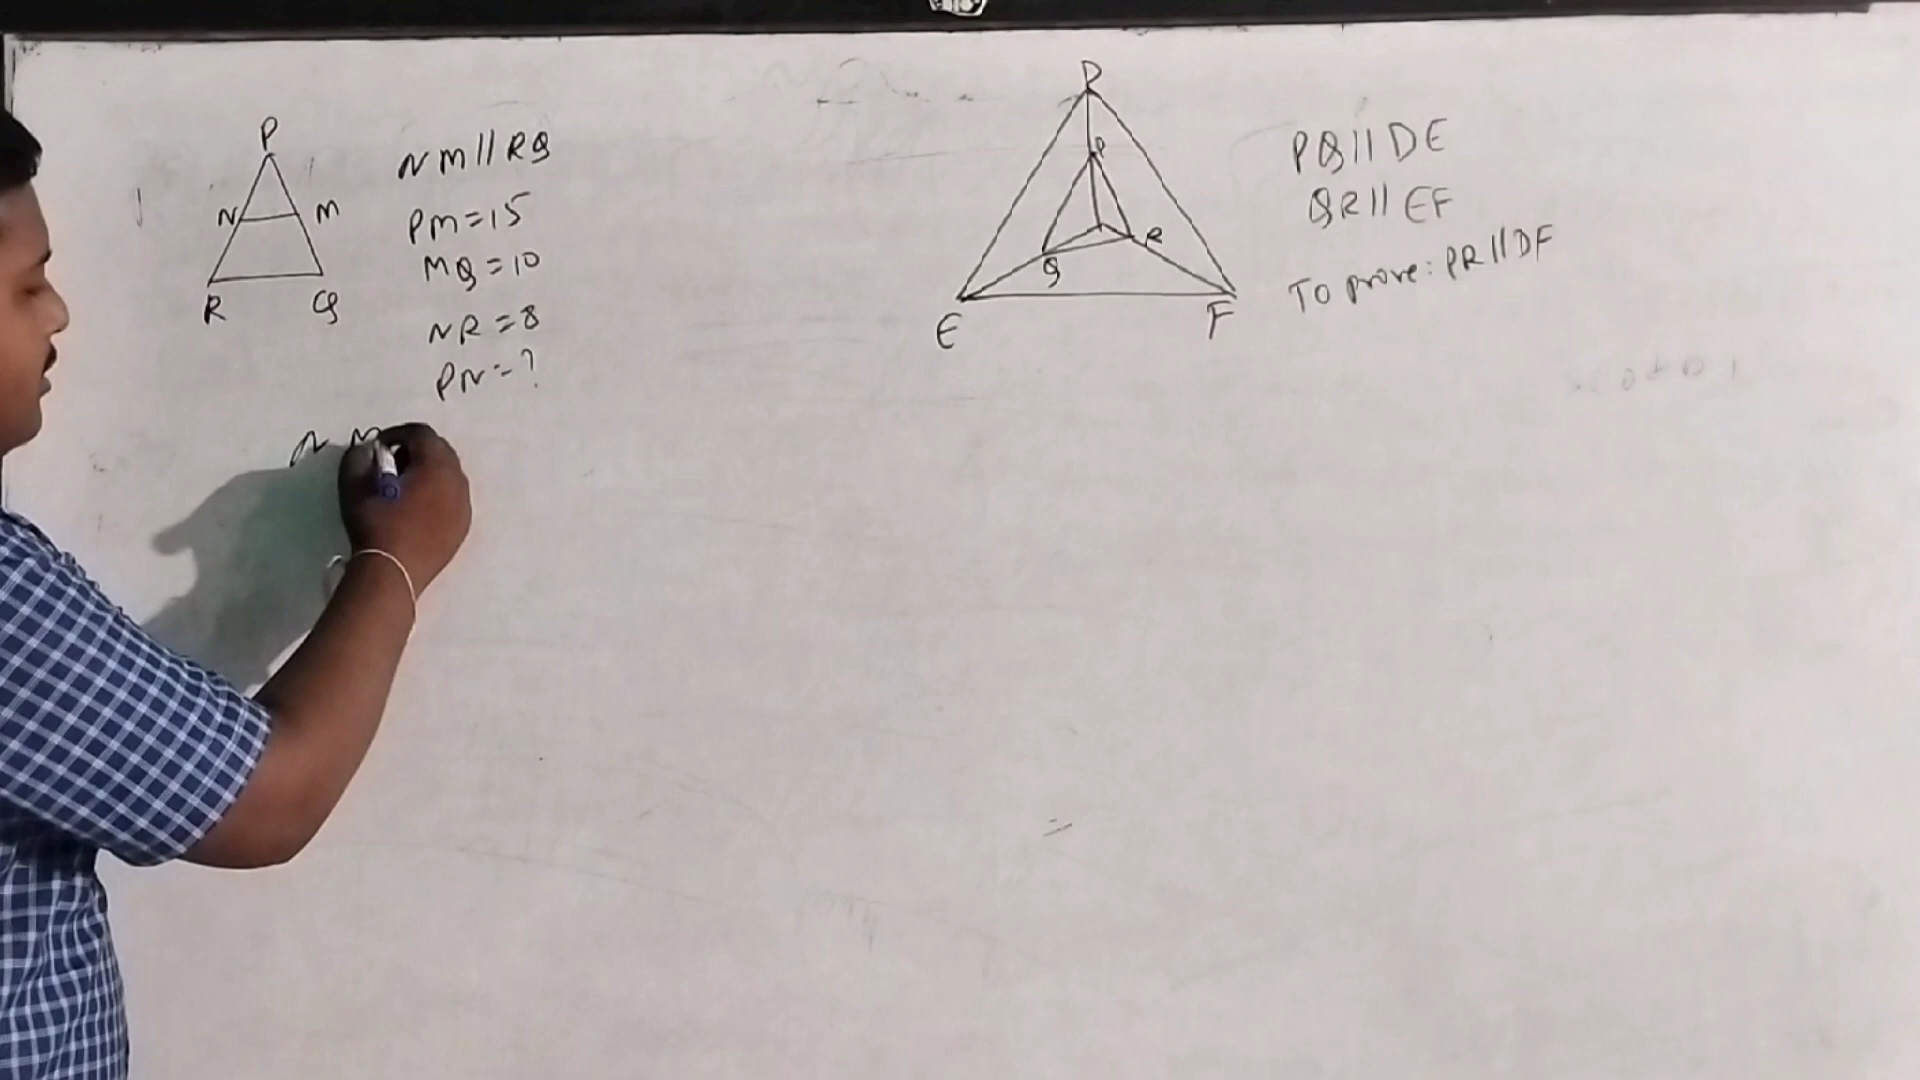 P
N M
R Q
NM||RQ
PM=15
MQ=10
NR=8
PN=?
N M
D
P
Q R
E F
PQ||DE
QR||EF
To prove: PR||DF